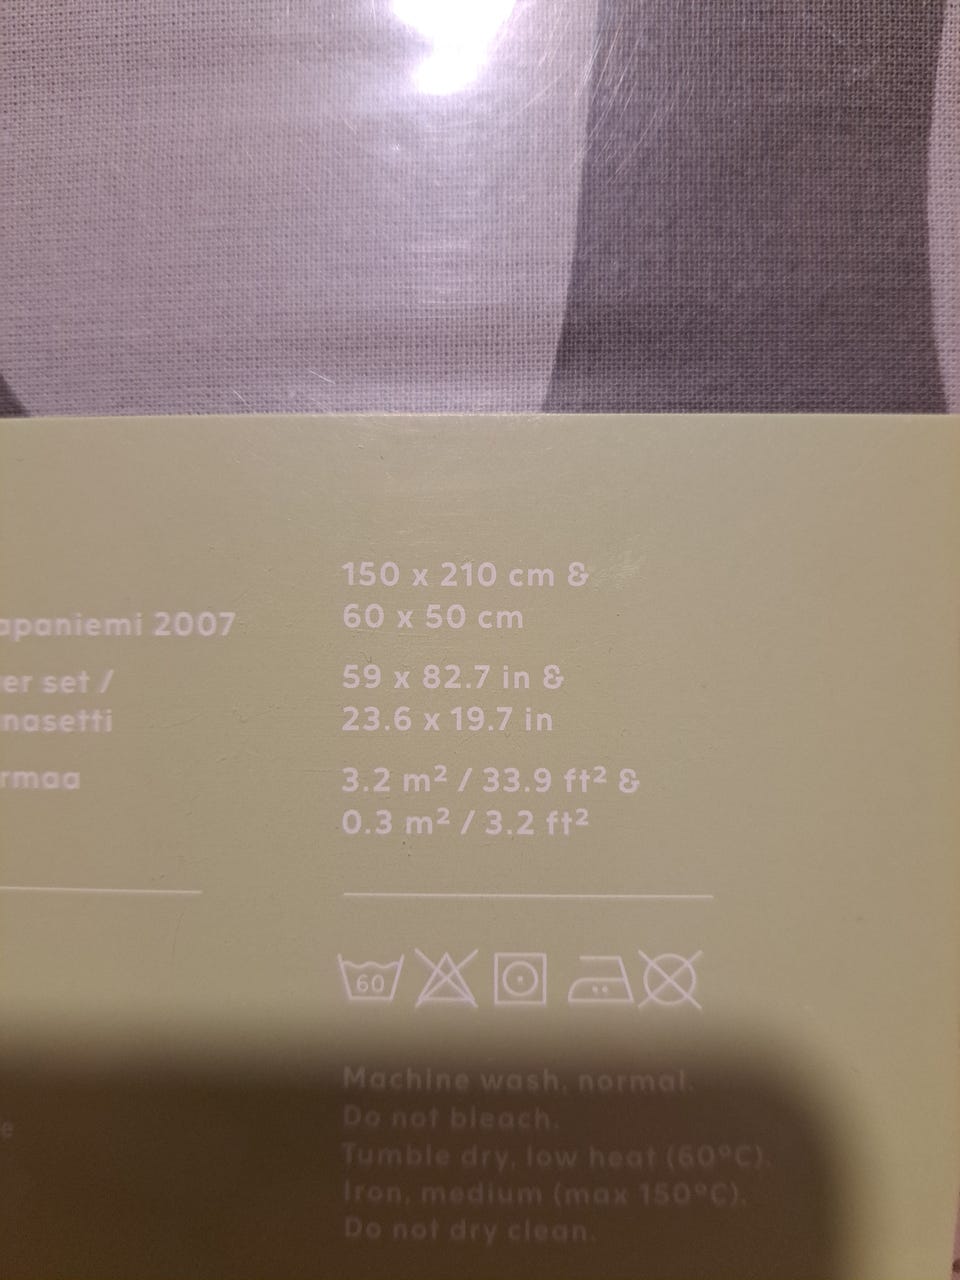 apaniemi 2007
er set /
nasetti
rmaa
e
150 x 210 cm &
60 x 50 cm
59 x 82.7 in &
23.6 x 19.7 in
3.2 m² / 33.9 ft² &
0.3 m² / 3.2 ft²
60
Machine wash, normal.
Do not bleach.
Tumble dry, low heat (60°C).
Iron, medium (max 150°C).
Do not dry clean.